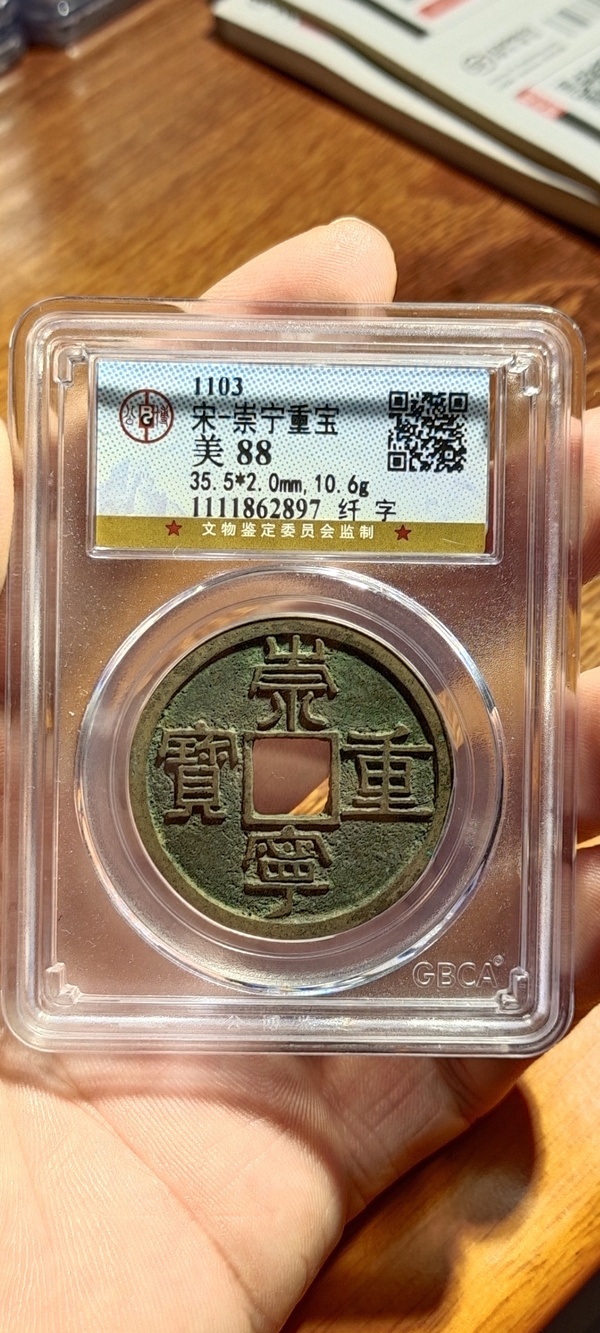 1103
宋-崇宁重宝
美 88
35.5*2.0mm,10.6g
1111862897 纤字
文物鉴定委员会监制
崇
寶 重
寧
GBCA